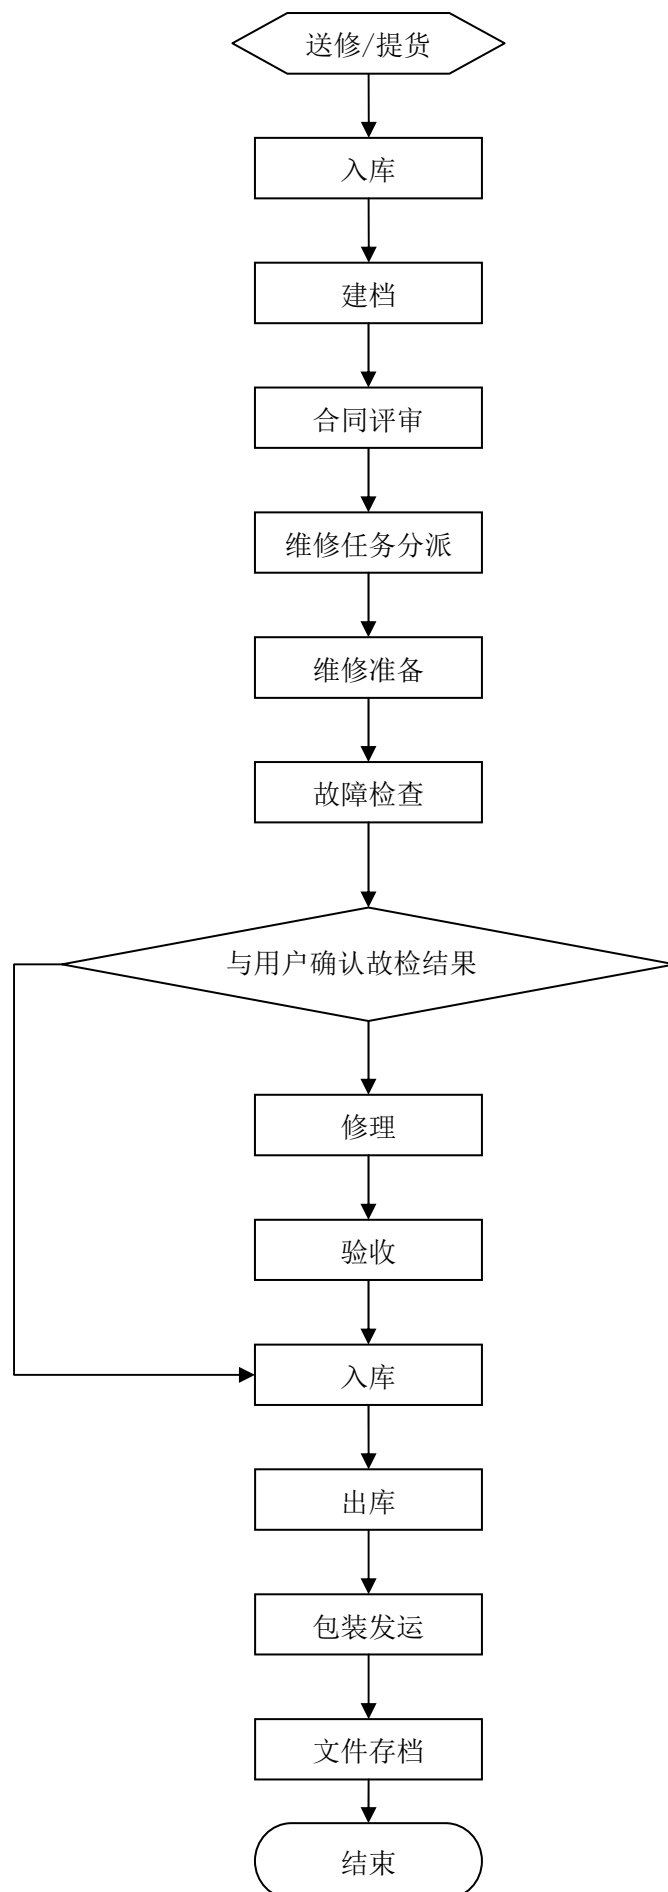 送修/提货
入库
建档
合同评审
维修任务分派
维修准备
故障检查
与用户确认故检结果
修理
验收
入库
出库
包装发运
文件存档
结束